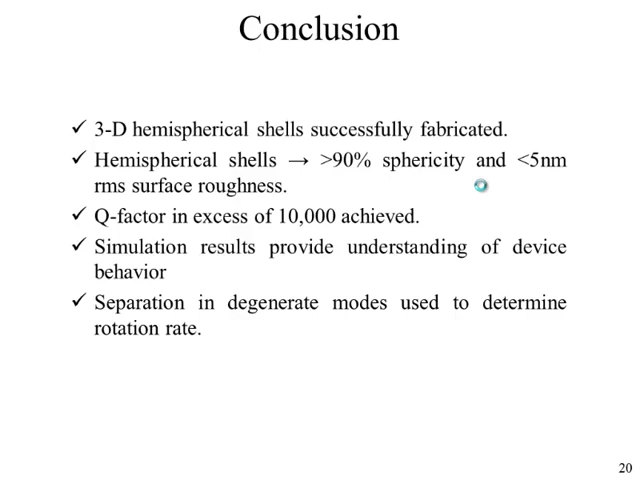 Conclusion
✓ 3-D hemispherical shells successfully fabricated.
✓ Hemispherical shells → >90% sphericity and <5nm
rms surface roughness.
✓ Q-factor in excess of 10,000 achieved.
✓ Simulation results provide understanding of device
behavior
✓ Separation in degenerate modes used to determine
rotation rate.
20